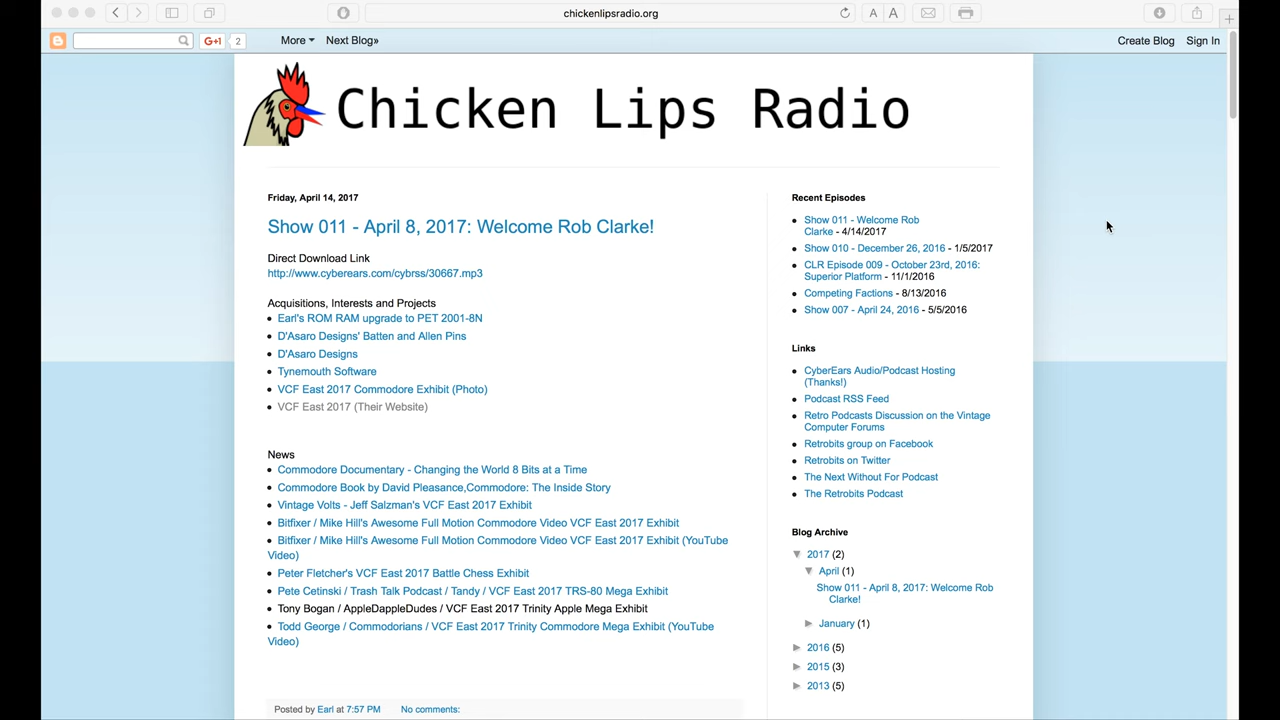 chickenlipsradio.org
A A
G+1 2 More Next Blog» Create Blog Sign In
Chicken Lips Radio
Friday, April 14, 2017
Show 011 - April 8, 2017: Welcome Rob Clarke!
Direct Download Link
http://www.cyberears.com/cybrss/30667.mp3
Acquisitions, Interests and Projects
• Earl's ROM RAM upgrade to PET 2001-8N
• D'Asaro Designs' Batten and Allen Pins
• D'Asaro Designs
• Tynemouth Software
• VCF East 2017 Commodore Exhibit (Photo)
• VCF East 2017 (Their Website)
News
• Commodore Documentary - Changing the World 8 Bits at a Time
• Commodore Book by David Pleasance,Commodore: The Inside Story
• Vintage Volts - Jeff Salzman's VCF East 2017 Exhibit
• Bitfixer / Mike Hill's Awesome Full Motion Commodore Video VCF East 2017 Exhibit
• Bitfixer / Mike Hill's Awesome Full Motion Commodore Video VCF East 2017 Exhibit (YouTube
Video)
• Peter Fletcher's VCF East 2017 Battle Chess Exhibit
• Pete Cetinski / Trash Talk Podcast / Tandy / VCF East 2017 TRS-80 Mega Exhibit
• Tony Bogan / AppleDappleDudes / VCF East 2017 Trinity Apple Mega Exhibit
• Todd George / Commodorians / VCF East 2017 Trinity Commodore Mega Exhibit (YouTube
Video)
Posted by Earl at 7:57 PM No comments:
Recent Episodes
• Show 011 - Welcome Rob
Clarke - 4/14/2017
• Show 010 - December 26, 2016 - 1/5/2017
• CLR Episode 009 - October 23rd, 2016:
Superior Platform - 11/1/2016
• Competing Factions - 8/13/2016
• Show 007 - April 24, 2016 - 5/5/2016
Links
• CyberEars Audio/Podcast Hosting
(Thanks!)
• Podcast RSS Feed
• Retro Podcasts Discussion on the Vintage
Computer Forums
• Retrobits group on Facebook
• Retrobits on Twitter
• The Next Without For Podcast
• The Retrobits Podcast
Blog Archive
▼ 2017 (2)
▼ April (1)
Show 011 - April 8, 2017: Welcome Rob
Clarke!
► January (1)
► 2016 (5)
► 2015 (3)
► 2013 (5)